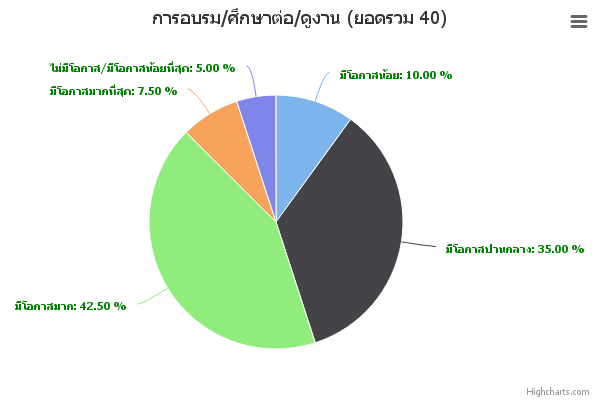 การอบรม/ศึกษาต่อ/ดูงาน (ยอดรวม 40)
ไม่มีโอกาส/มีโอกาสน้อยที่สุด: 5.00 %
มีโอกาสน้อย: 10.00 %
มีโอกาสมากที่สุด: 7.50 %
มีโอกาสปานกลาง: 35.00 %
มีโอกาสมาก: 42.50 %
Highcharts.com